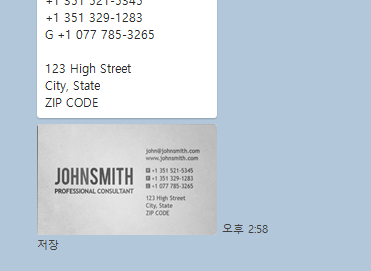 +1 351 521-5345
+1 351 329-1283
G +1 077 785-3265
123 High Street
City, State
ZIP CODE
JOHNSMITH
PROFESSIONAL CONSULTANT
john@johnsmith.com
www.johnsmith.com
+1 351 521-5345
+1 351 329-1283
+1 077 785-3265
123 High Street
City, State
ZIP CODE
오후 2:58
저장